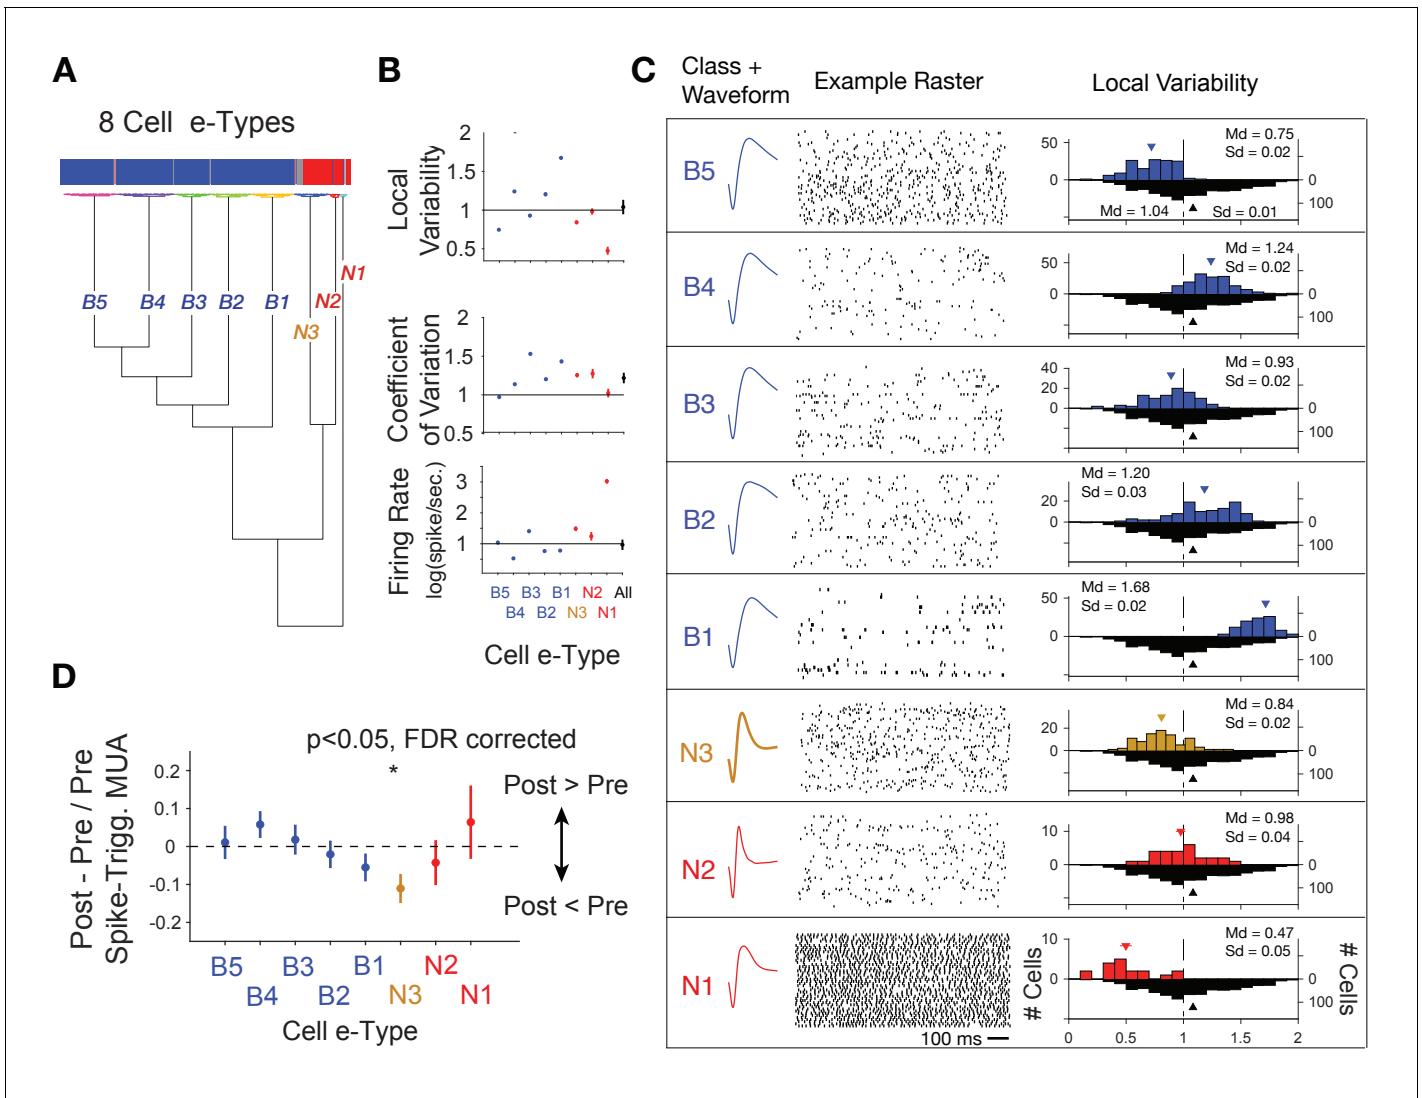 A
8 Cell e-Types
B5
B4
B3
B2
B1
N3
N2
N1
B
Local
Variability
2
1.5
1
0.5
Coefficient
of Variation
2
1.5
1
0.5
Firing Rate
log(spike/sec.)
3
2
1
B5 B3 B1 N2 All
B4 B2 N3 N1
Cell e-Type
C
Class +
Waveform
Example Raster
Local Variability
B5
50
0
Md = 0.75
Sd = 0.02
0
100
Md = 1.04
Sd = 0.01
B4
50
0
Md = 1.24
Sd = 0.02
0
100
B3
40
20
0
Md = 0.93
Sd = 0.02
0
100
B2
20
0
Md = 1.20
Sd = 0.03
0
100
B1
50
0
Md = 1.68
Sd = 0.02
0
100
N3
20
0
Md = 0.84
Sd = 0.02
0
100
N2
10
0
Md = 0.98
Sd = 0.04
0
100
N1
10
0
Md = 0.47
Sd = 0.05
0
100
# Cells
# Cells
100 ms
0 0.5 1 1.5 2
D
Post - Pre / Pre
Spike-Trigg. MUA
p<0.05, FDR corrected
*
0.2
0.1
0
-0.1
-0.2
Post > Pre
Post < Pre
B5 B3 B1 N2
B4 B2 N3 N1
Cell e-Type